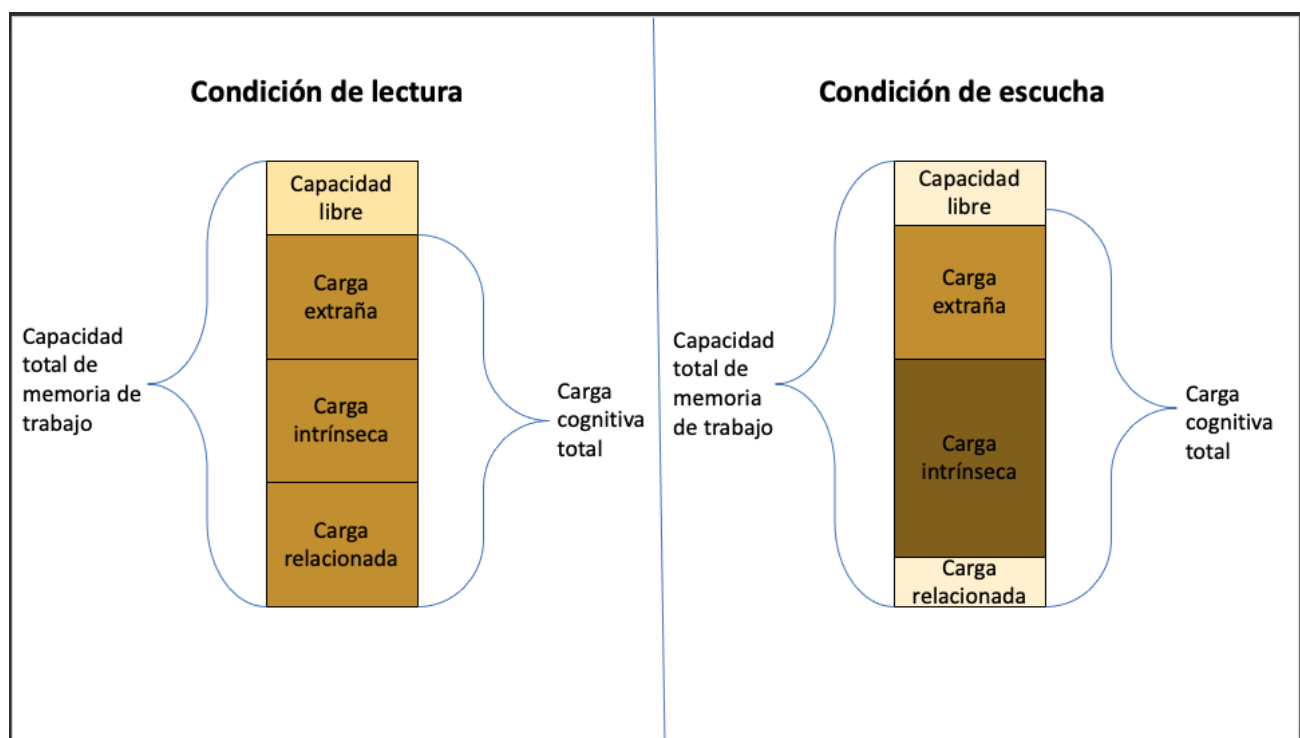 Condición de lectura
Capacidad
libre
Carga
extraña
Carga
intrínseca
Carga
relacionada
Capacidad
total de
memoria de
trabajo
Carga
cognitiva
total
Condición de escucha
Capacidad
libre
Carga
extraña
Carga
intrínseca
Carga
relacionada
Capacidad
total de
memoria
de trabajo
Carga
cognitiva
total